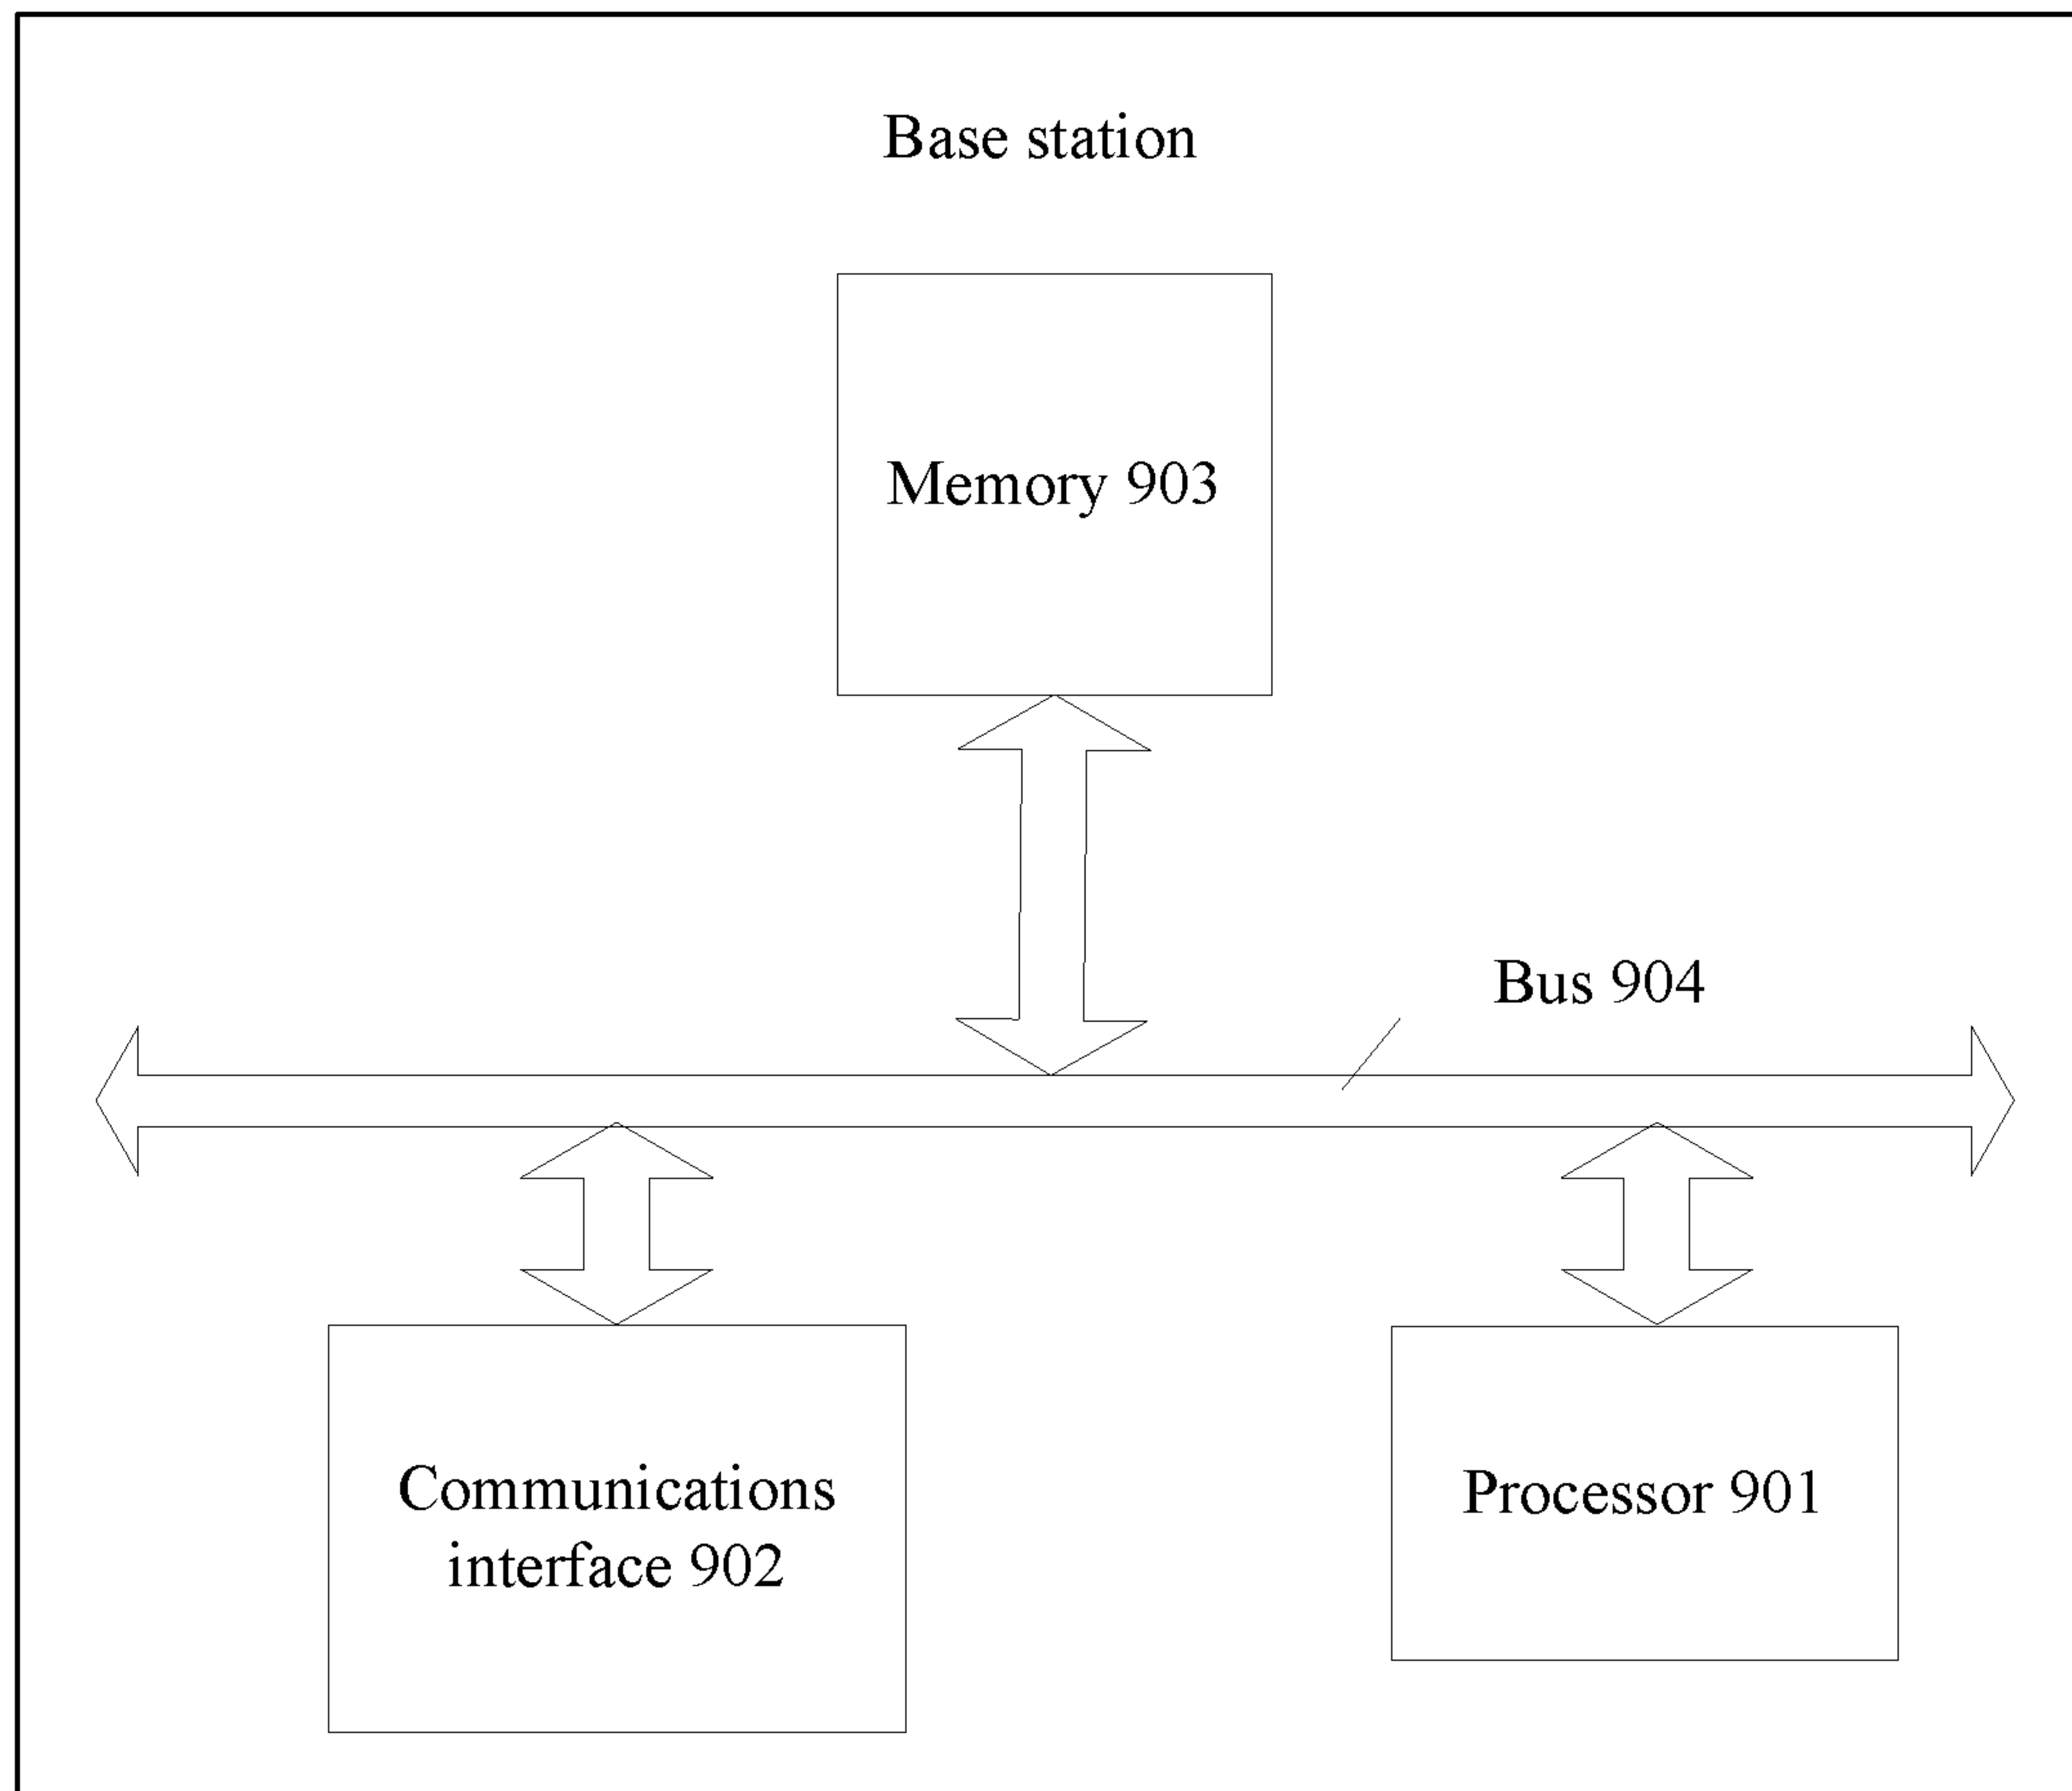 Base station
Memory 903
Bus 904
Communications
interface 902
Processor 901